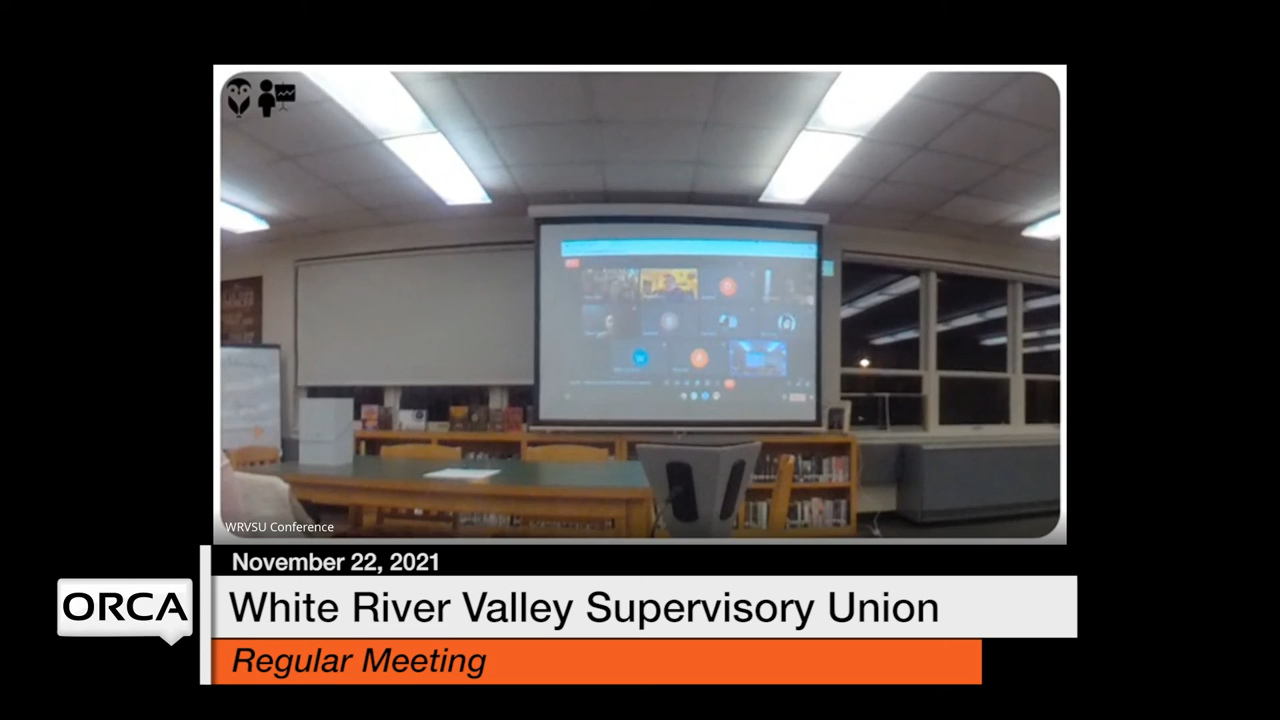 WRVSU Conference
November 22, 2021
ORCA
White River Valley Supervisory Union
Regular Meeting